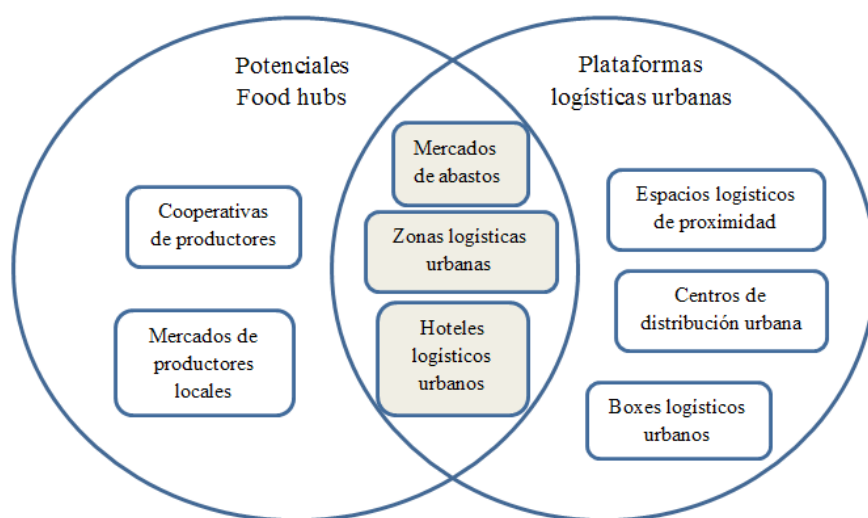 Potenciales
Food hubs
Plataformas
logísticas urbanas
Mercados
de abastos
Cooperativas
de productores
Espacios logísticos
de proximidad
Zonas logísticas
urbanas
Centros de
distribución urbana
Mercados de
productores
locales
Hoteles
logísticos
urbanos
Boxes logísticos
urbanos